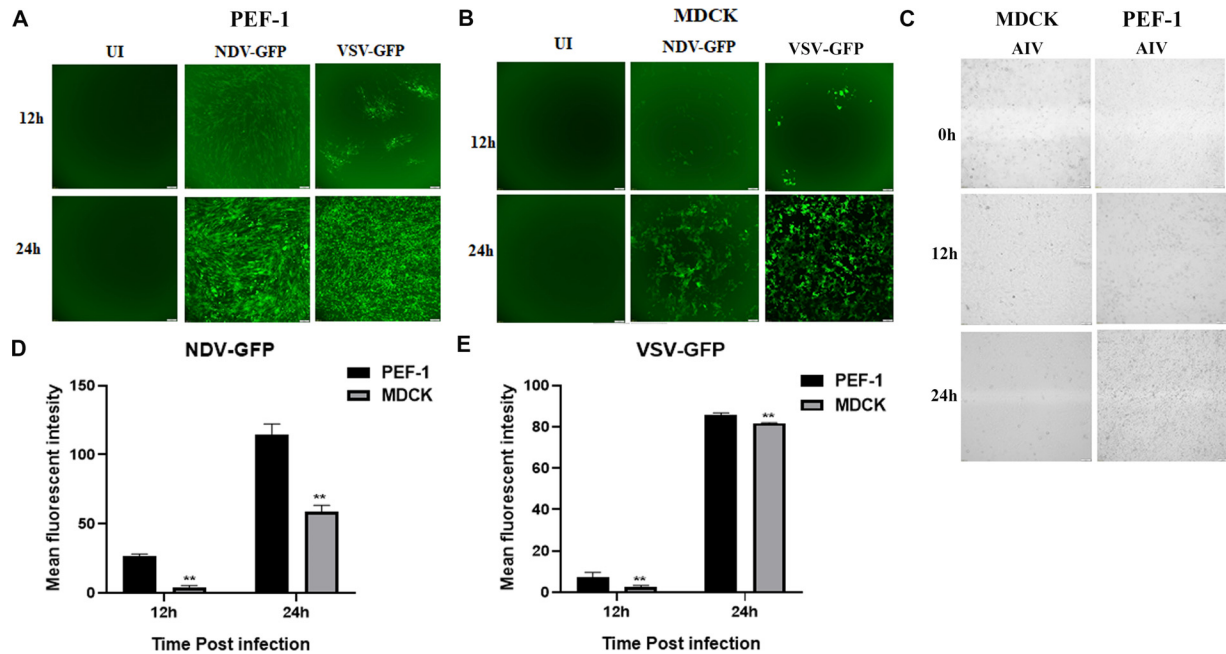 A
PEF-1
UI
NDV-GFP
VSV-GFP
12h
24h
B
MDCK
UI
NDV-GFP
VSV-GFP
12h
24h
C
MDCK
PEF-1
AIV
AIV
0h
12h
24h
D
NDV-GFP
PEF-1
MDCK
Mean fluorescent intesity
150
100
50
0
**
**
12h
24h
Time Post infection
E
VSV-GFP
PEF-1
MDCK
Mean fluorescent intesity
100
80
60
40
20
0
**
**
12h
24h
Time Post infection